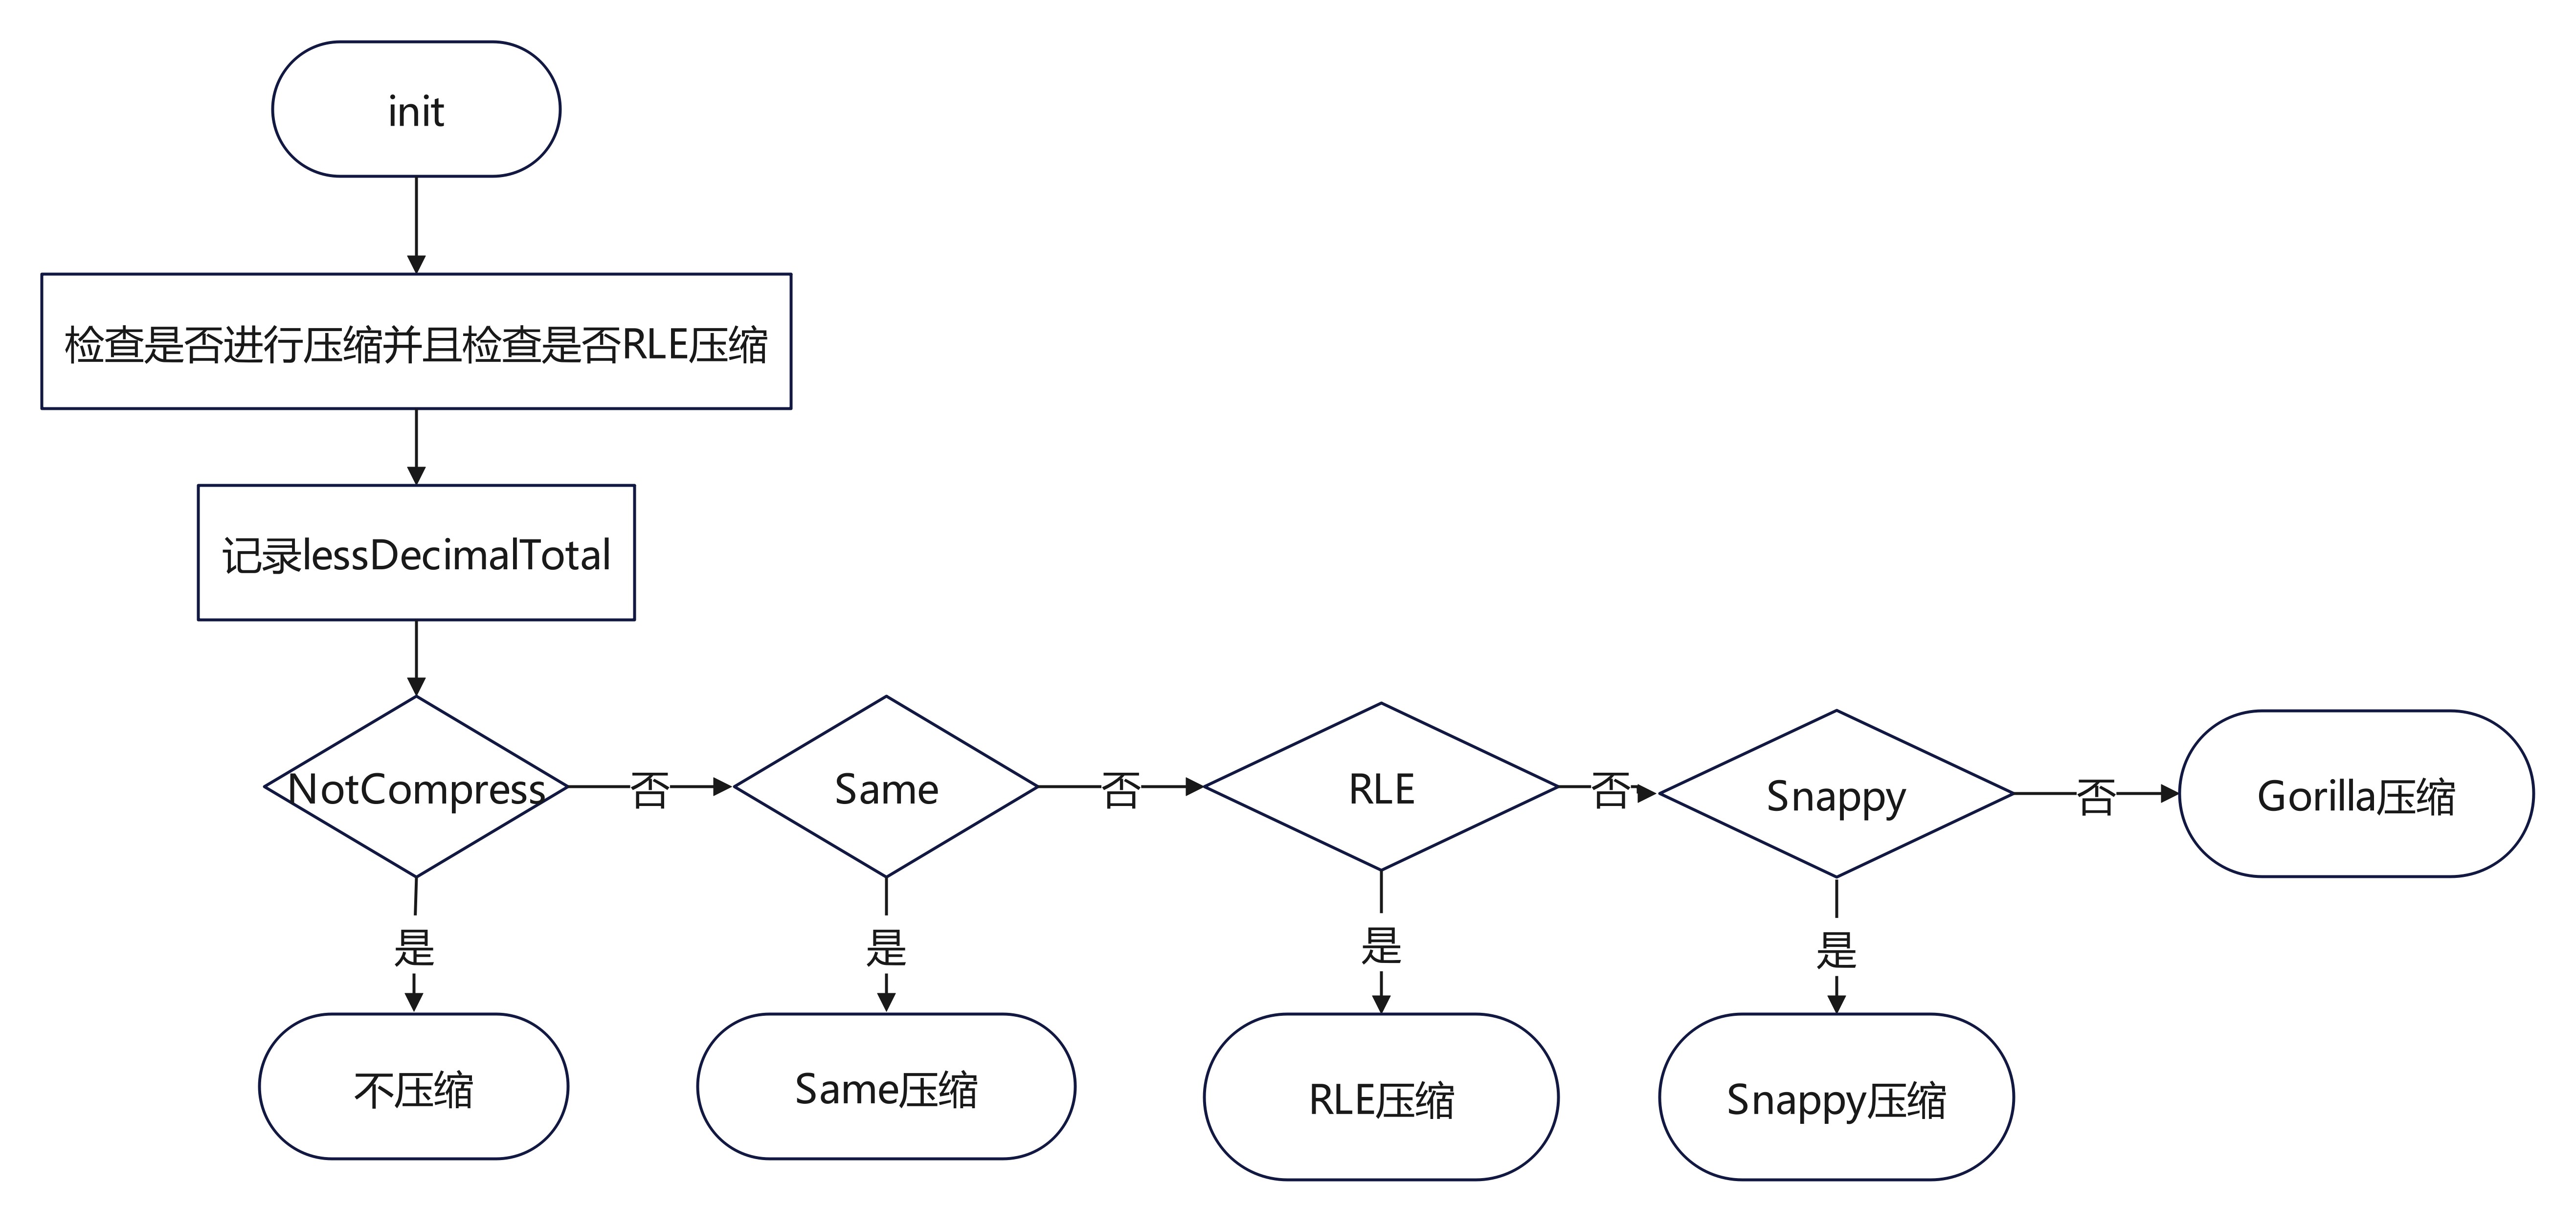 init
检查是否进行压缩并且检查是否RLE压缩
记录lessDecimalTotal
NotCompress
否
Same
否
RLE
否
Snappy
否
Gorilla压缩
是
是
是
是
不压缩
Same压缩
RLE压缩
Snappy压缩